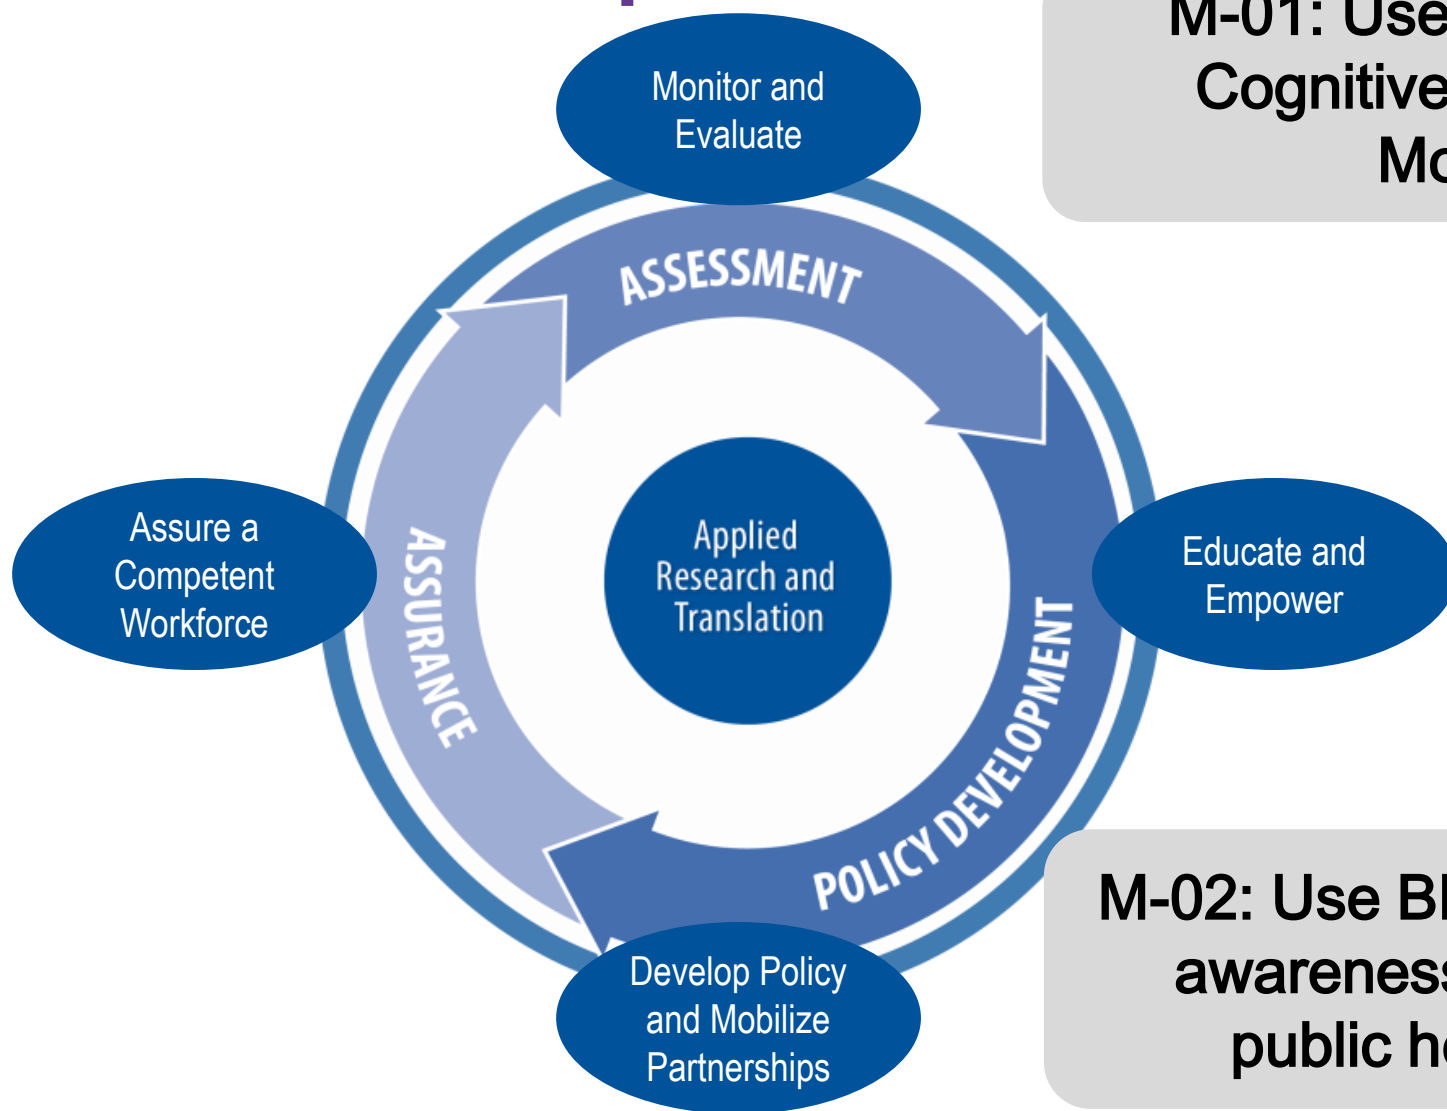 M-01: Use
Cognitive
Monitor and
Evaluate
ASSESSMENT
Assure a
Competent
Workforce
ASSURANCE
Applied
Research and
Translation
Educate and
Empower
POLICY DEVELOPMENT
M-02: Use
awareness
public
Develop Policy
and Mobilize
Partnerships